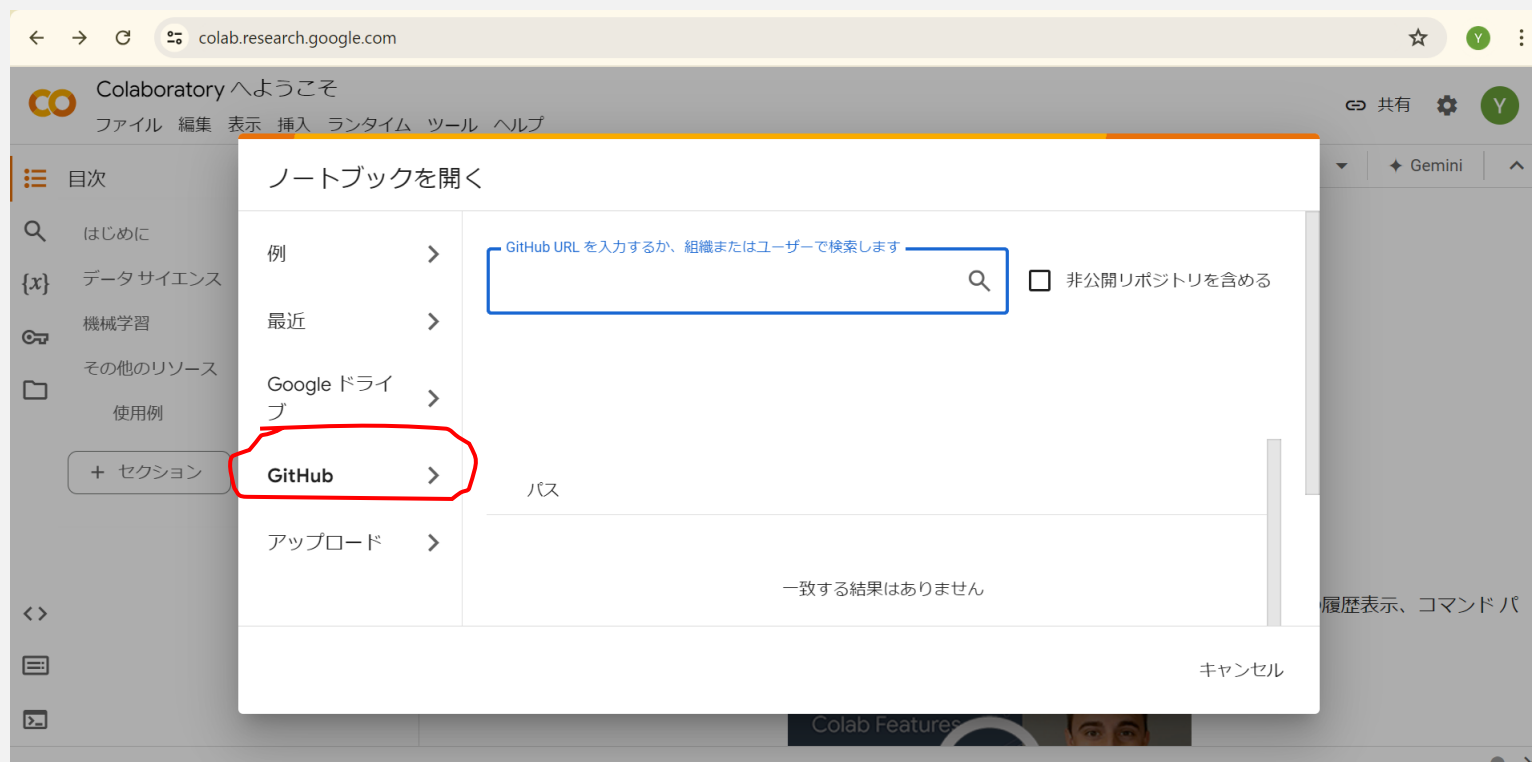 colab.research.google.com
Y
Colaboratory へようこそ
ファイル 編集 表示 挿入 ランタイム ツール ヘルプ
共有
Y
目次
Gemini
はじめに
データ サイエンス
機械学習
その他のリソース
使用例
+ セクション
ノートブックを開く
例
最近
Google ドライ
ブ
GitHub
アップロード
GitHub URL を入力するか、組織またはユーザーで検索します
非公開リポジトリを含める
パス
一致する結果はありません
キャンセル
履歴表示、コマンド パ
Colab Features